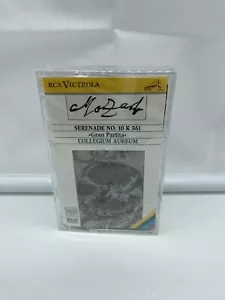 RCA VICTROLA
Mozart
SERENADE NO. 10 K 361
»Gran Partita«
COLLEGIUM AUREUM